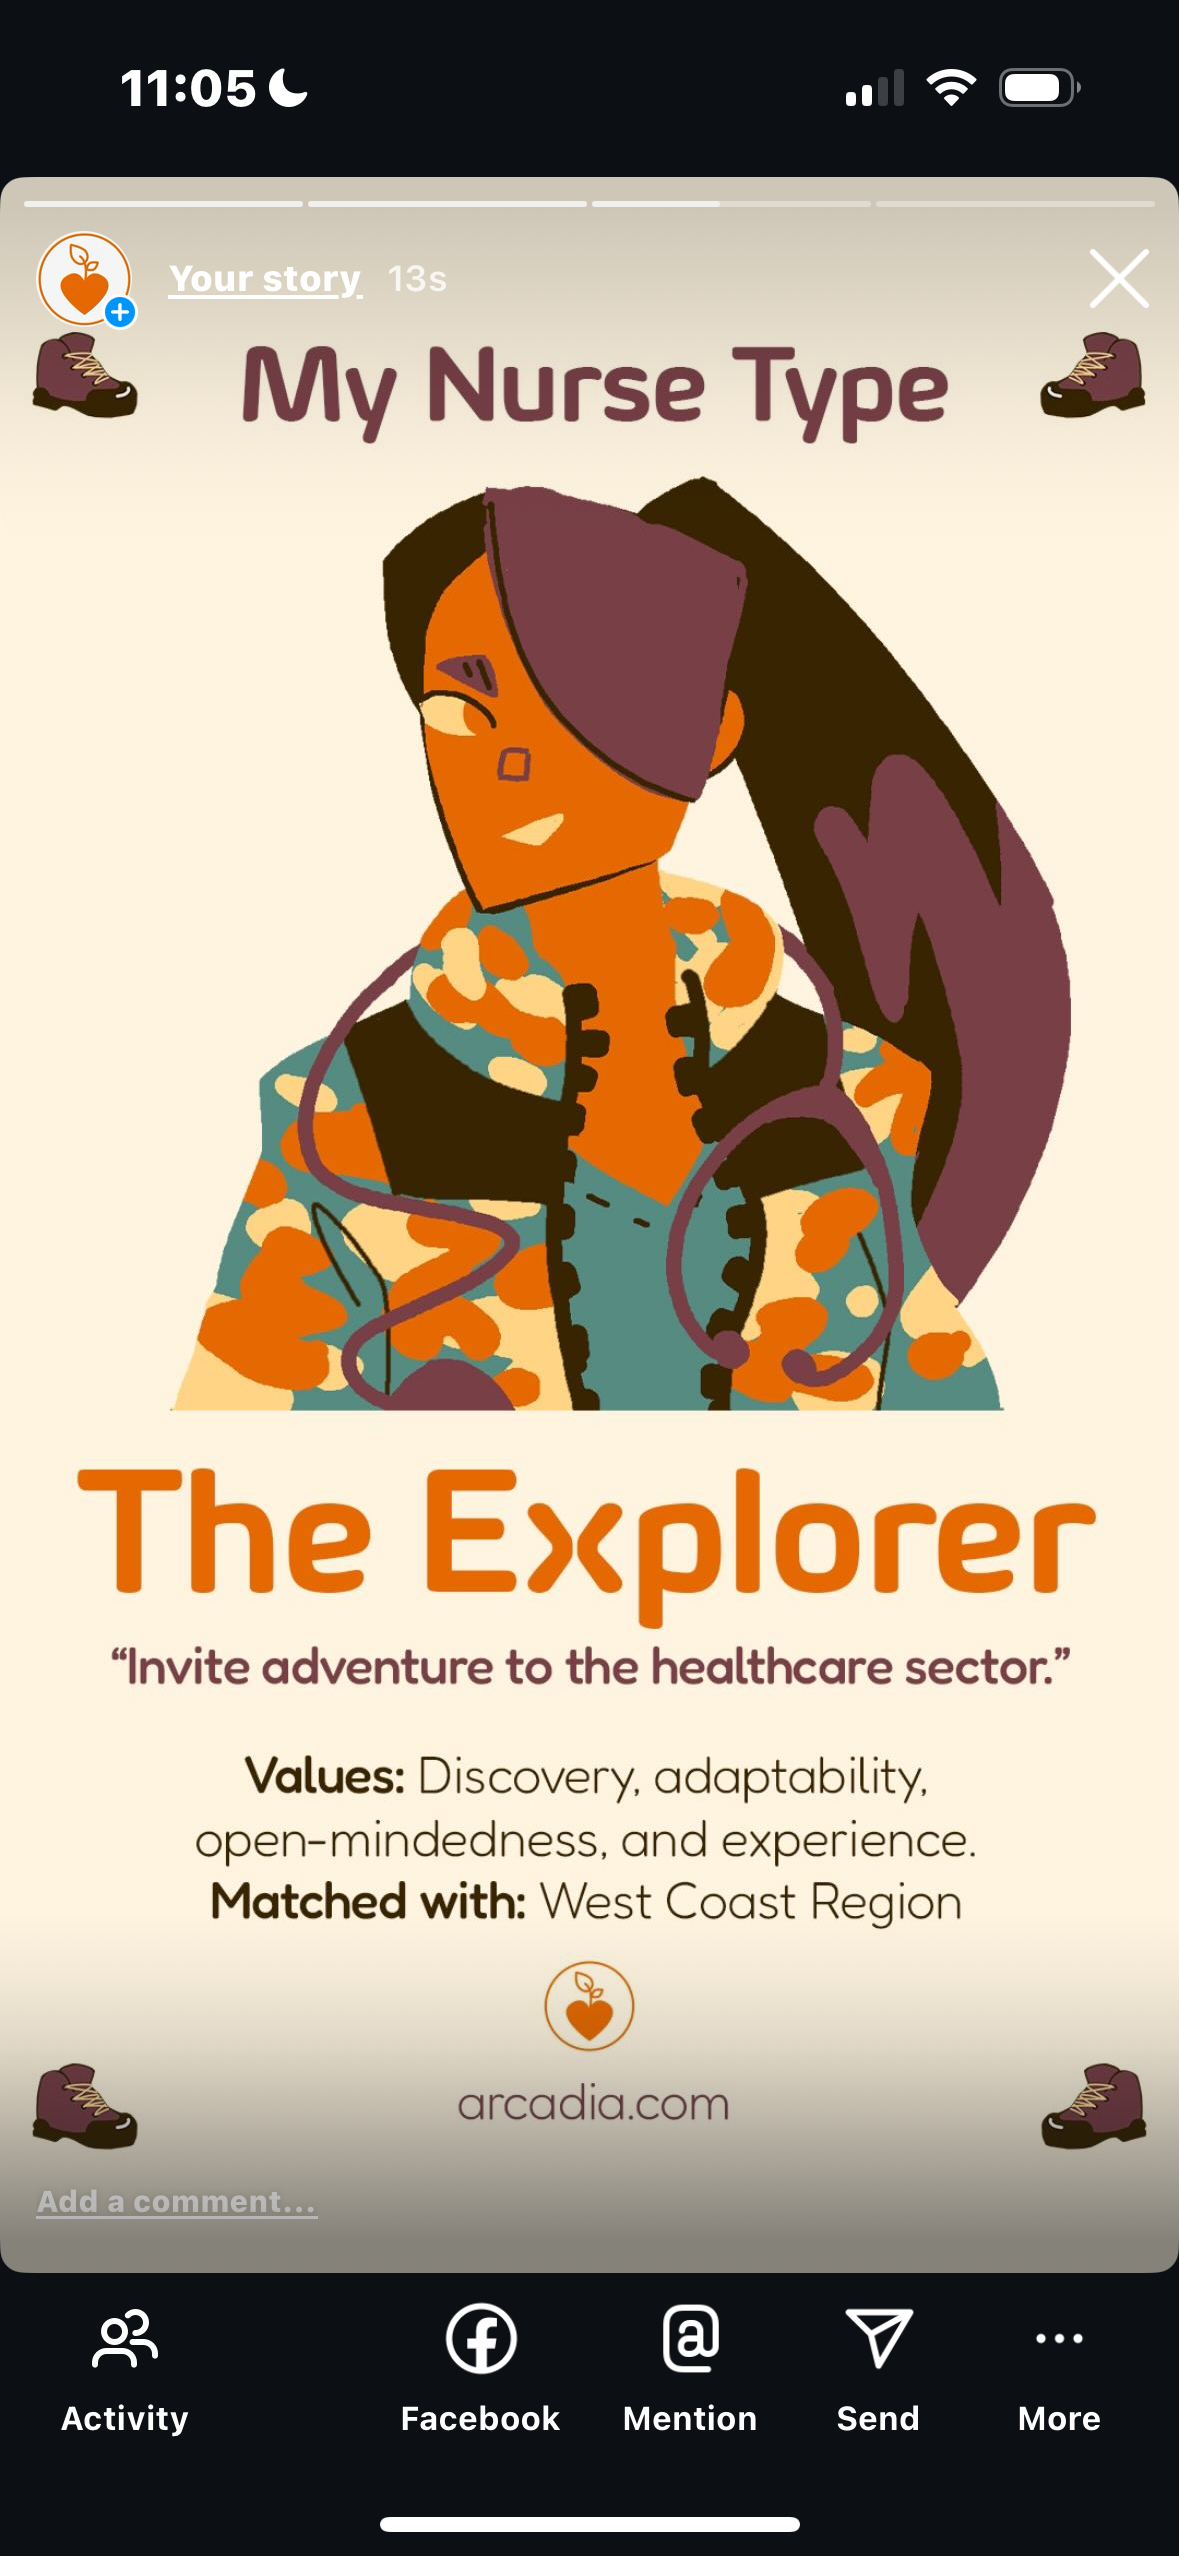 11:05
Your story 13s
My Nurse Type
The Explorer
“Invite adventure to the healthcare sector.”
Values: Discovery, adaptability,
open-mindedness, and experience.
Matched with: West Coast Region
arcadia.com
Add a comment...
Activity Facebook Mention Send More